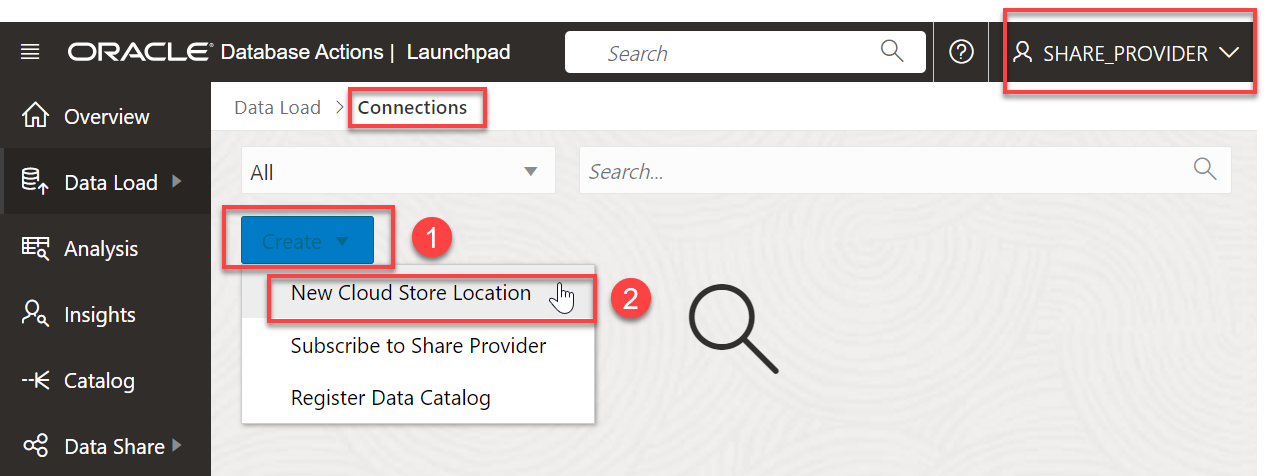 ORACLE Database Actions | Launchpad
Search
SHARE_PROVIDER
Overview
Data Load
Analysis
Insights
Catalog
Data Share
Data Load > Connections
All
Search...
Create
1
New Cloud Store Location
2
Subscribe to Share Provider
Register Data Catalog